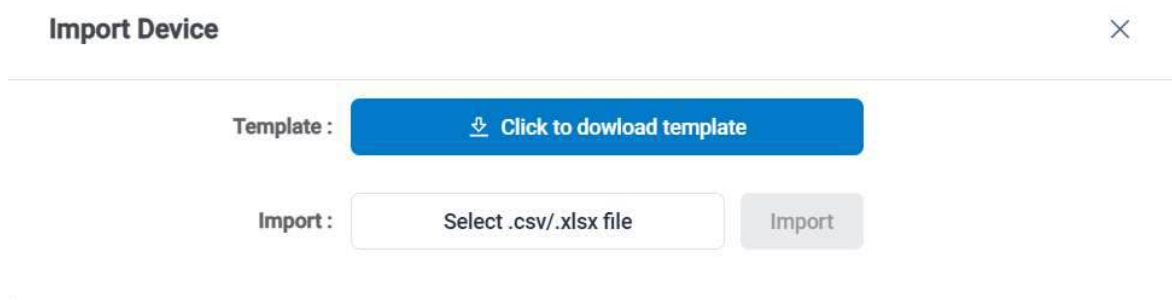 Import Device
Template :
Click to dowload template
Import :
Select .csv/.xlsx file
Import